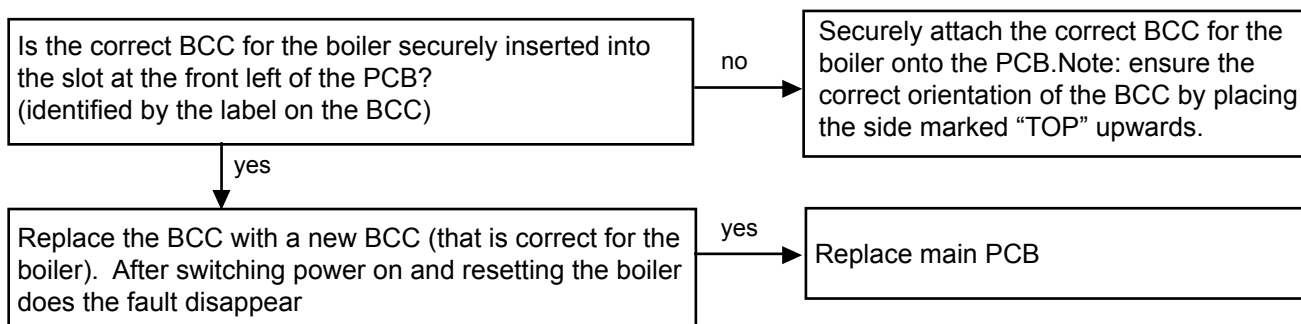 Is the correct BCC for the boiler securely inserted into
the slot at the front left of the PCB?
(identified by the label on the BCC)
no
Securely attach the correct BCC for the
boiler onto the PCB.Note: ensure the
correct orientation of the BCC by placing
the side marked “TOP” upwards.
yes
Replace the BCC with a new BCC (that is correct for the
boiler).  After switching power on and resetting the boiler
does the fault disappear
yes
Replace main PCB